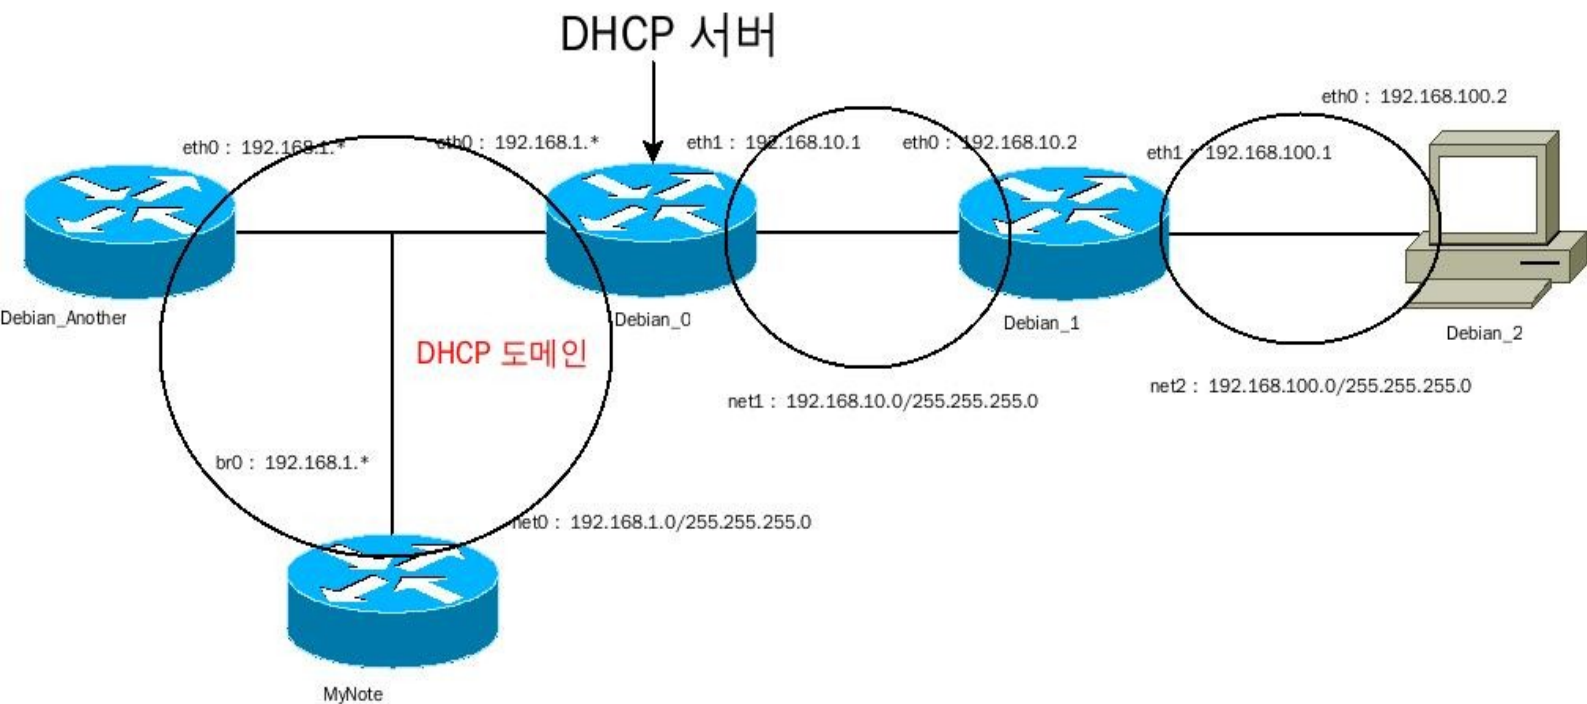 DHCP 서버
eth0 : 192.168.100.2
eth0 : 192.168.1.*
eth0 : 192.168.1.*
eth1 : 192.168.10.1
eth0 : 192.168.10.2
eth1 : 192.168.100.1
Debian_Another
Debian_0
Debian_1
Debian_2
DHCP 도메인
net1 : 192.168.10.0/255.255.255.0
net2 : 192.168.100.0/255.255.255.0
br0 : 192.168.1.*
net0 : 192.168.1.0/255.255.255.0
MyNote